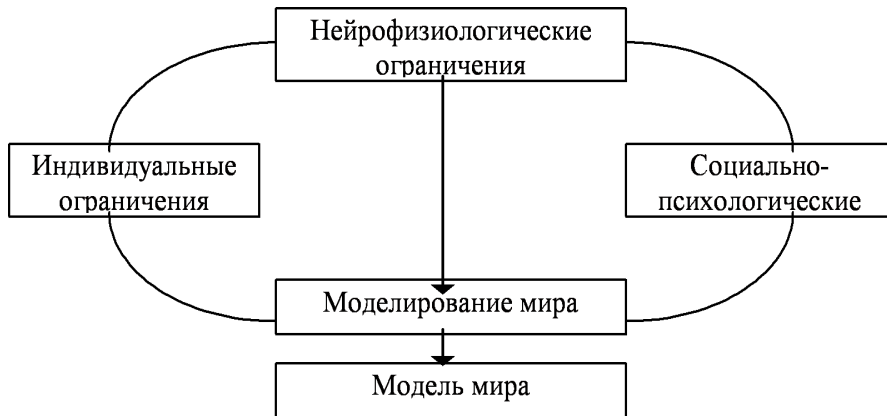 Нейрофизиологические
ограничения
Индивидуальные
ограничения
Социально-
психологические
Моделирование мира
Модель мира